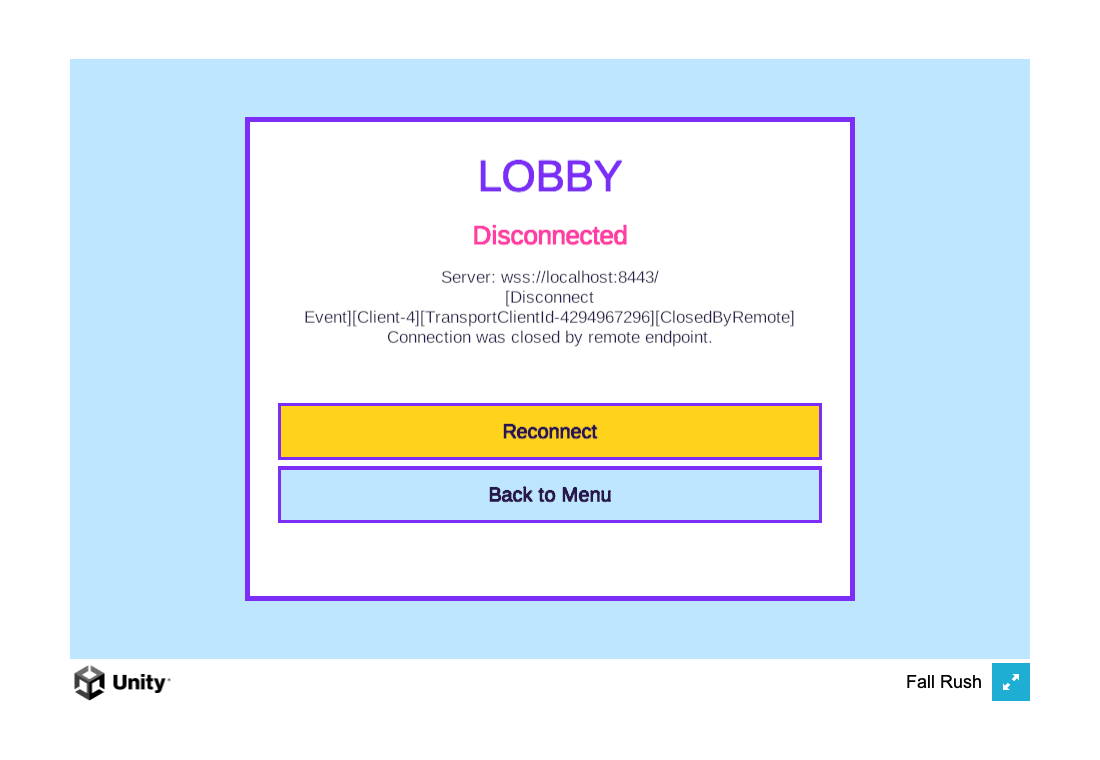 LOBBY
Disconnected
Server: wss://localhost:8443/
[Disconnect
Event][Client-4][TransportClientId-4294967296][ClosedByRemote]
Connection was closed by remote endpoint.
Reconnect
Back to Menu
Unity
Fall Rush